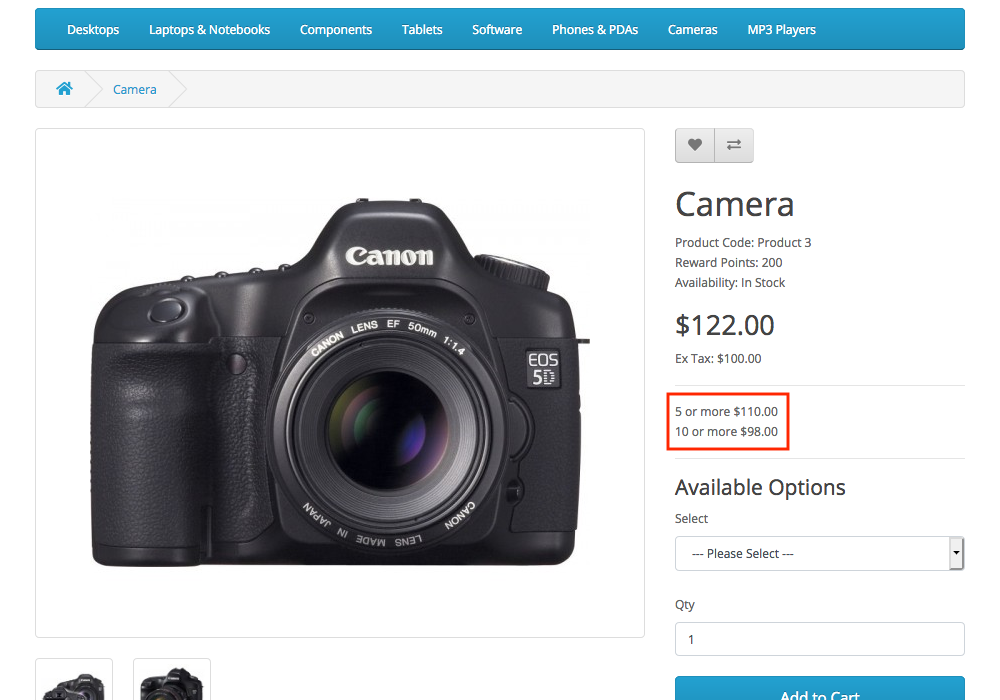 Desktops Laptops & Notebooks Components Tablets Software Phones & PDAs Cameras MP3 Players
Camera
Canon
CANON LENS EF 50mm 1:1.4
EOS
5D
CANON LENS MADE IN JAPAN
Camera
Product Code: Product 3
Reward Points: 200
Availability: In Stock
$122.00
Ex Tax: $100.00
5 or more $110.00
10 or more $98.00
Available Options
Select
--- Please Select ---
Qty
1
Add to Cart